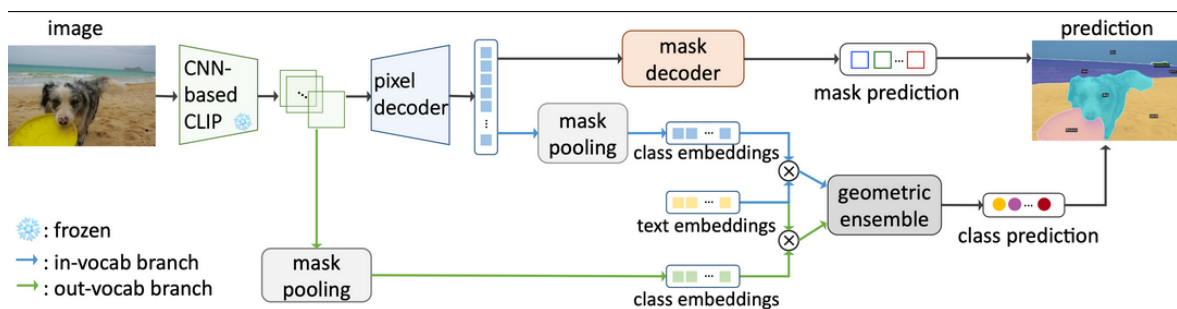 image
CNN-
based
CLIP
pixel
decoder
mask
decoder
mask prediction
prediction
mask
pooling
class embeddings
text embeddings
geometric
ensemble
class prediction
: frozen
: in-vocab branch
: out-vocab branch
mask
pooling
class embeddings